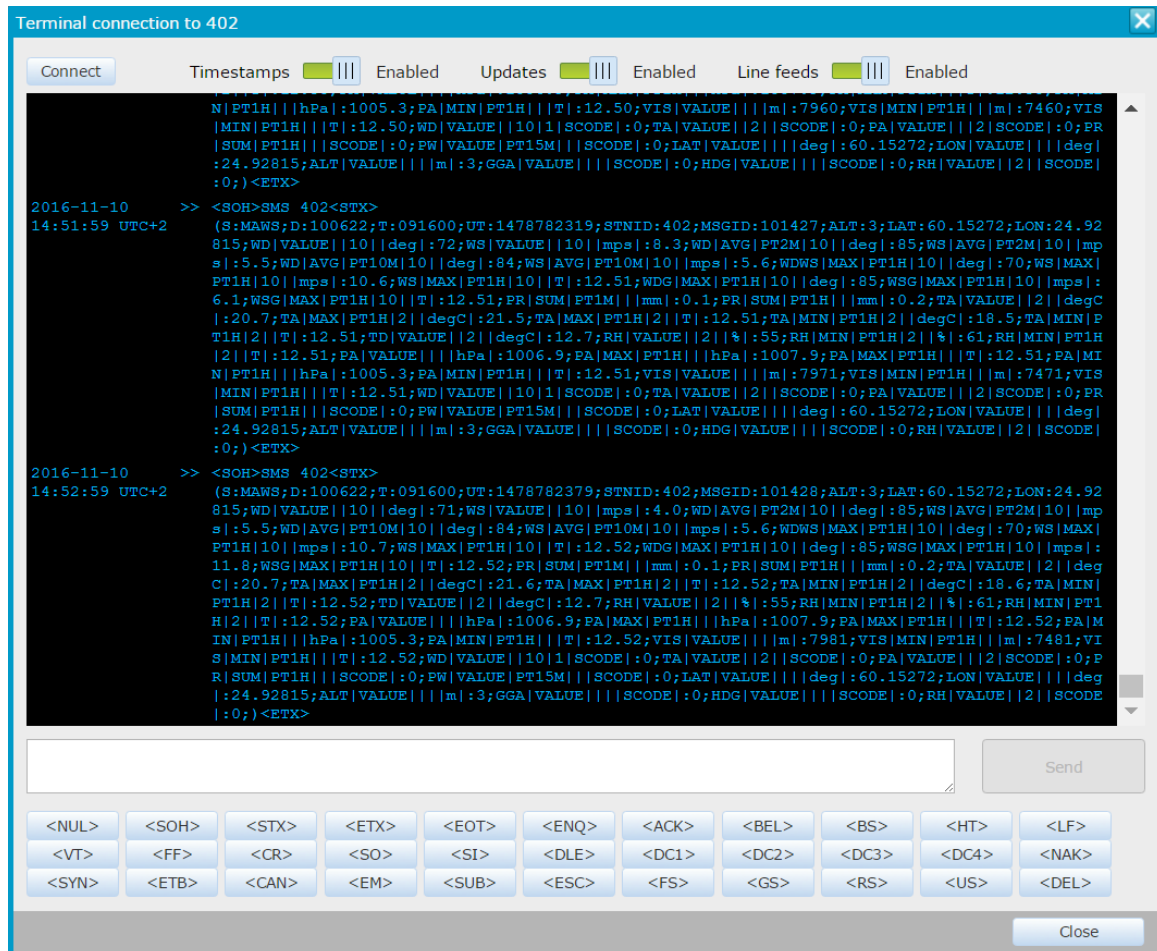 Terminal connection to 402
Connect Timestamps Enabled Updates Enabled Line feeds Enabled
N|PT1H|||hPa|:1005.3;PA|MIN|PT1H|||T|:12.50;VIS|VALUE||||m|:7960;VIS|MIN|PT1H|||m|:7460;VIS
|MIN|PT1H|||T|:12.50;WD|VALUE||10|1|SCODE|:0;TA|VALUE||2||SCODE|:0;PA|VALUE|||2|SCODE|:0;PR
|SUM|PT1H|||SCODE|:0;PW|VALUE|PT15M|||SCODE|:0;LAT|VALUE||||deg|:60.15272;LON|VALUE||||deg|
:24.92815;ALT|VALUE||||m|:3;GGA|VALUE||||SCODE|:0;HDG|VALUE||||SCODE|:0;RH|VALUE||2||SCODE|
:0;)<ETX>
2016-11-10 >> <SOH>SMS 402<STX>
14:51:59 UTC+2 (S:MAWS;D:100622;T:091600;UT:1478782319;STNID:402;MSGID:101427;ALT:3;LAT:60.15272;LON:24.92
815;WD|VALUE||10||deg|:72;WS|VALUE||10||mps|:8.3;WD|AVG|PT2M|10||deg|:85;WS|AVG|PT2M|10||mp
s|:5.5;WD|AVG|PT10M|10||deg|:84;WS|AVG|PT10M|10||mps|:5.6;WDWS|MAX|PT1H|10||deg|:70;WS|MAX|
PT1H|10||mps|:10.6;WS|MAX|PT1H|10||T|:12.51;WDG|MAX|PT1H|10||deg|:85;WSG|MAX|PT1H|10||mps|:
6.1;WSG|MAX|PT1H|10||T|:12.51;PR|SUM|PT1M|||mm|:0.1;PR|SUM|PT1H|||mm|:0.2;TA|VALUE||2||degC
|:20.7;TA|MAX|PT1H|2||degC|:21.5;TA|MAX|PT1H|2||T|:12.51;TA|MIN|PT1H|2||degC|:18.5;TA|MIN|P
T1H|2||T|:12.51;TD|VALUE||2||degC|:12.7;RH|VALUE||2||%|:55;RH|MIN|PT1H|2||%|:61;RH|MIN|PT1H
|2||T|:12.51;PA|VALUE||||hPa|:1006.9;PA|MAX|PT1H|||hPa|:1007.9;PA|MAX|PT1H|||T|:12.51;PA|MI
N|PT1H|||hPa|:1005.3;PA|MIN|PT1H|||T|:12.51;VIS|VALUE||||m|:7971;VIS|MIN|PT1H|||m|:7471;VIS
|MIN|PT1H|||T|:12.51;WD|VALUE||10|1|SCODE|:0;TA|VALUE||2||SCODE|:0;PA|VALUE|||2|SCODE|:0;PR
|SUM|PT1H|||SCODE|:0;PW|VALUE|PT15M|||SCODE|:0;LAT|VALUE||||deg|:60.15272;LON|VALUE||||deg|
:24.92815;ALT|VALUE||||m|:3;GGA|VALUE||||SCODE|:0;HDG|VALUE||||SCODE|:0;RH|VALUE||2||SCODE|
:0;)<ETX>
2016-11-10 >> <SOH>SMS 402<STX>
14:52:59 UTC+2 (S:MAWS;D:100622;T:091600;UT:1478782379;STNID:402;MSGID:101428;ALT:3;LAT:60.15272;LON:24.92
815;WD|VALUE||10||deg|:71;WS|VALUE||10||mps|:4.0;WD|AVG|PT2M|10||deg|:85;WS|AVG|PT2M|10||mp
s|:5.5;WD|AVG|PT10M|10||deg|:84;WS|AVG|PT10M|10||mps|:5.6;WDWS|MAX|PT1H|10||deg|:70;WS|MAX|
PT1H|10||mps|:10.7;WS|MAX|PT1H|10||T|:12.52;WDG|MAX|PT1H|10||deg|:85;WSG|MAX|PT1H|10||mps|:
11.8;WSG|MAX|PT1H|10||T|:12.52;PR|SUM|PT1M|||mm|:0.1;PR|SUM|PT1H|||mm|:0.2;TA|VALUE||2||deg
C|:20.7;TA|MAX|PT1H|2||degC|:21.6;TA|MAX|PT1H|2||T|:12.52;TA|MIN|PT1H|2||degC|:18.6;TA|MIN|
PT1H|2||T|:12.52;TD|VALUE||2||degC|:12.7;RH|VALUE||2||%|:55;RH|MIN|PT1H|2||%|:61;RH|MIN|PT1
H|2||T|:12.52;PA|VALUE||||hPa|:1006.9;PA|MAX|PT1H|||hPa|:1007.9;PA|MAX|PT1H|||T|:12.52;PA|M
IN|PT1H|||hPa|:1005.3;PA|MIN|PT1H|||T|:12.52;VIS|VALUE||||m|:7981;VIS|MIN|PT1H|||m|:7481;VI
S|MIN|PT1H|||T|:12.52;WD|VALUE||10|1|SCODE|:0;TA|VALUE||2||SCODE|:0;PA|VALUE|||2|SCODE|:0;P
R|SUM|PT1H|||SCODE|:0;PW|VALUE|PT15M|||SCODE|:0;LAT|VALUE||||deg|:60.15272;LON|VALUE||||deg
|:24.92815;ALT|VALUE||||m|:3;GGA|VALUE||||SCODE|:0;HDG|VALUE||||SCODE|:0;RH|VALUE||2||SCODE
|:0;)<ETX>
Send
<NUL> <SOH> <STX> <ETX> <EOT> <ENQ> <ACK> <BEL> <BS> <HT> <LF>
<VT> <FF> <CR> <SO> <SI> <DLE> <DC1> <DC2> <DC3> <DC4> <NAK>
<SYN> <ETB> <CAN> <EM> <SUB> <ESC> <FS> <GS> <RS> <US> <DEL>
Close